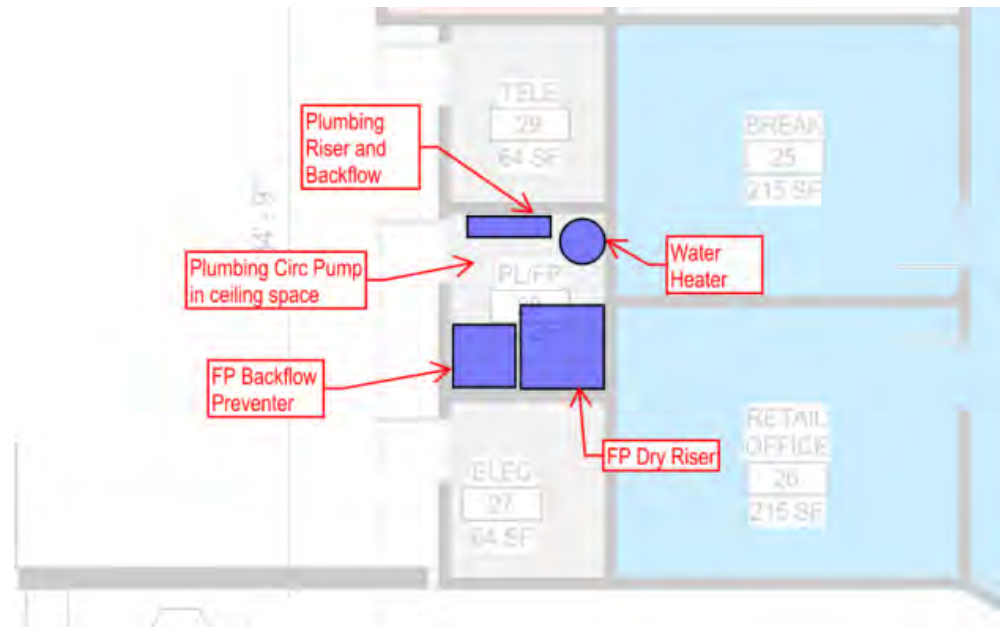 TELE
29
64 SF
Plumbing
Riser and
Backflow
BREAK
25
215 SF
Plumbing Circ Pump
in ceiling space
Water
Heater
PL/FP
FP Backflow
Preventer
FP Dry Riser
RETAIL
OFFICE
26
215 SF
ELEC
27
64 SF